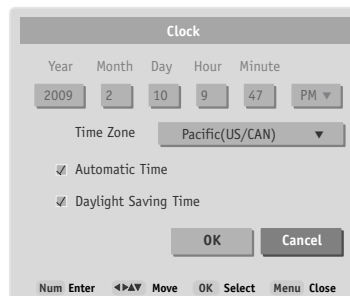 Clock
Year Month Day Hour Minute
2009 2 10 9 47 PM ▼
Time Zone Pacific(US/CAN) ▼
✓ Automatic Time
✓ Daylight Saving Time
OK Cancel
Num Enter ◀▶▲▼ Move OK Select Menu Close